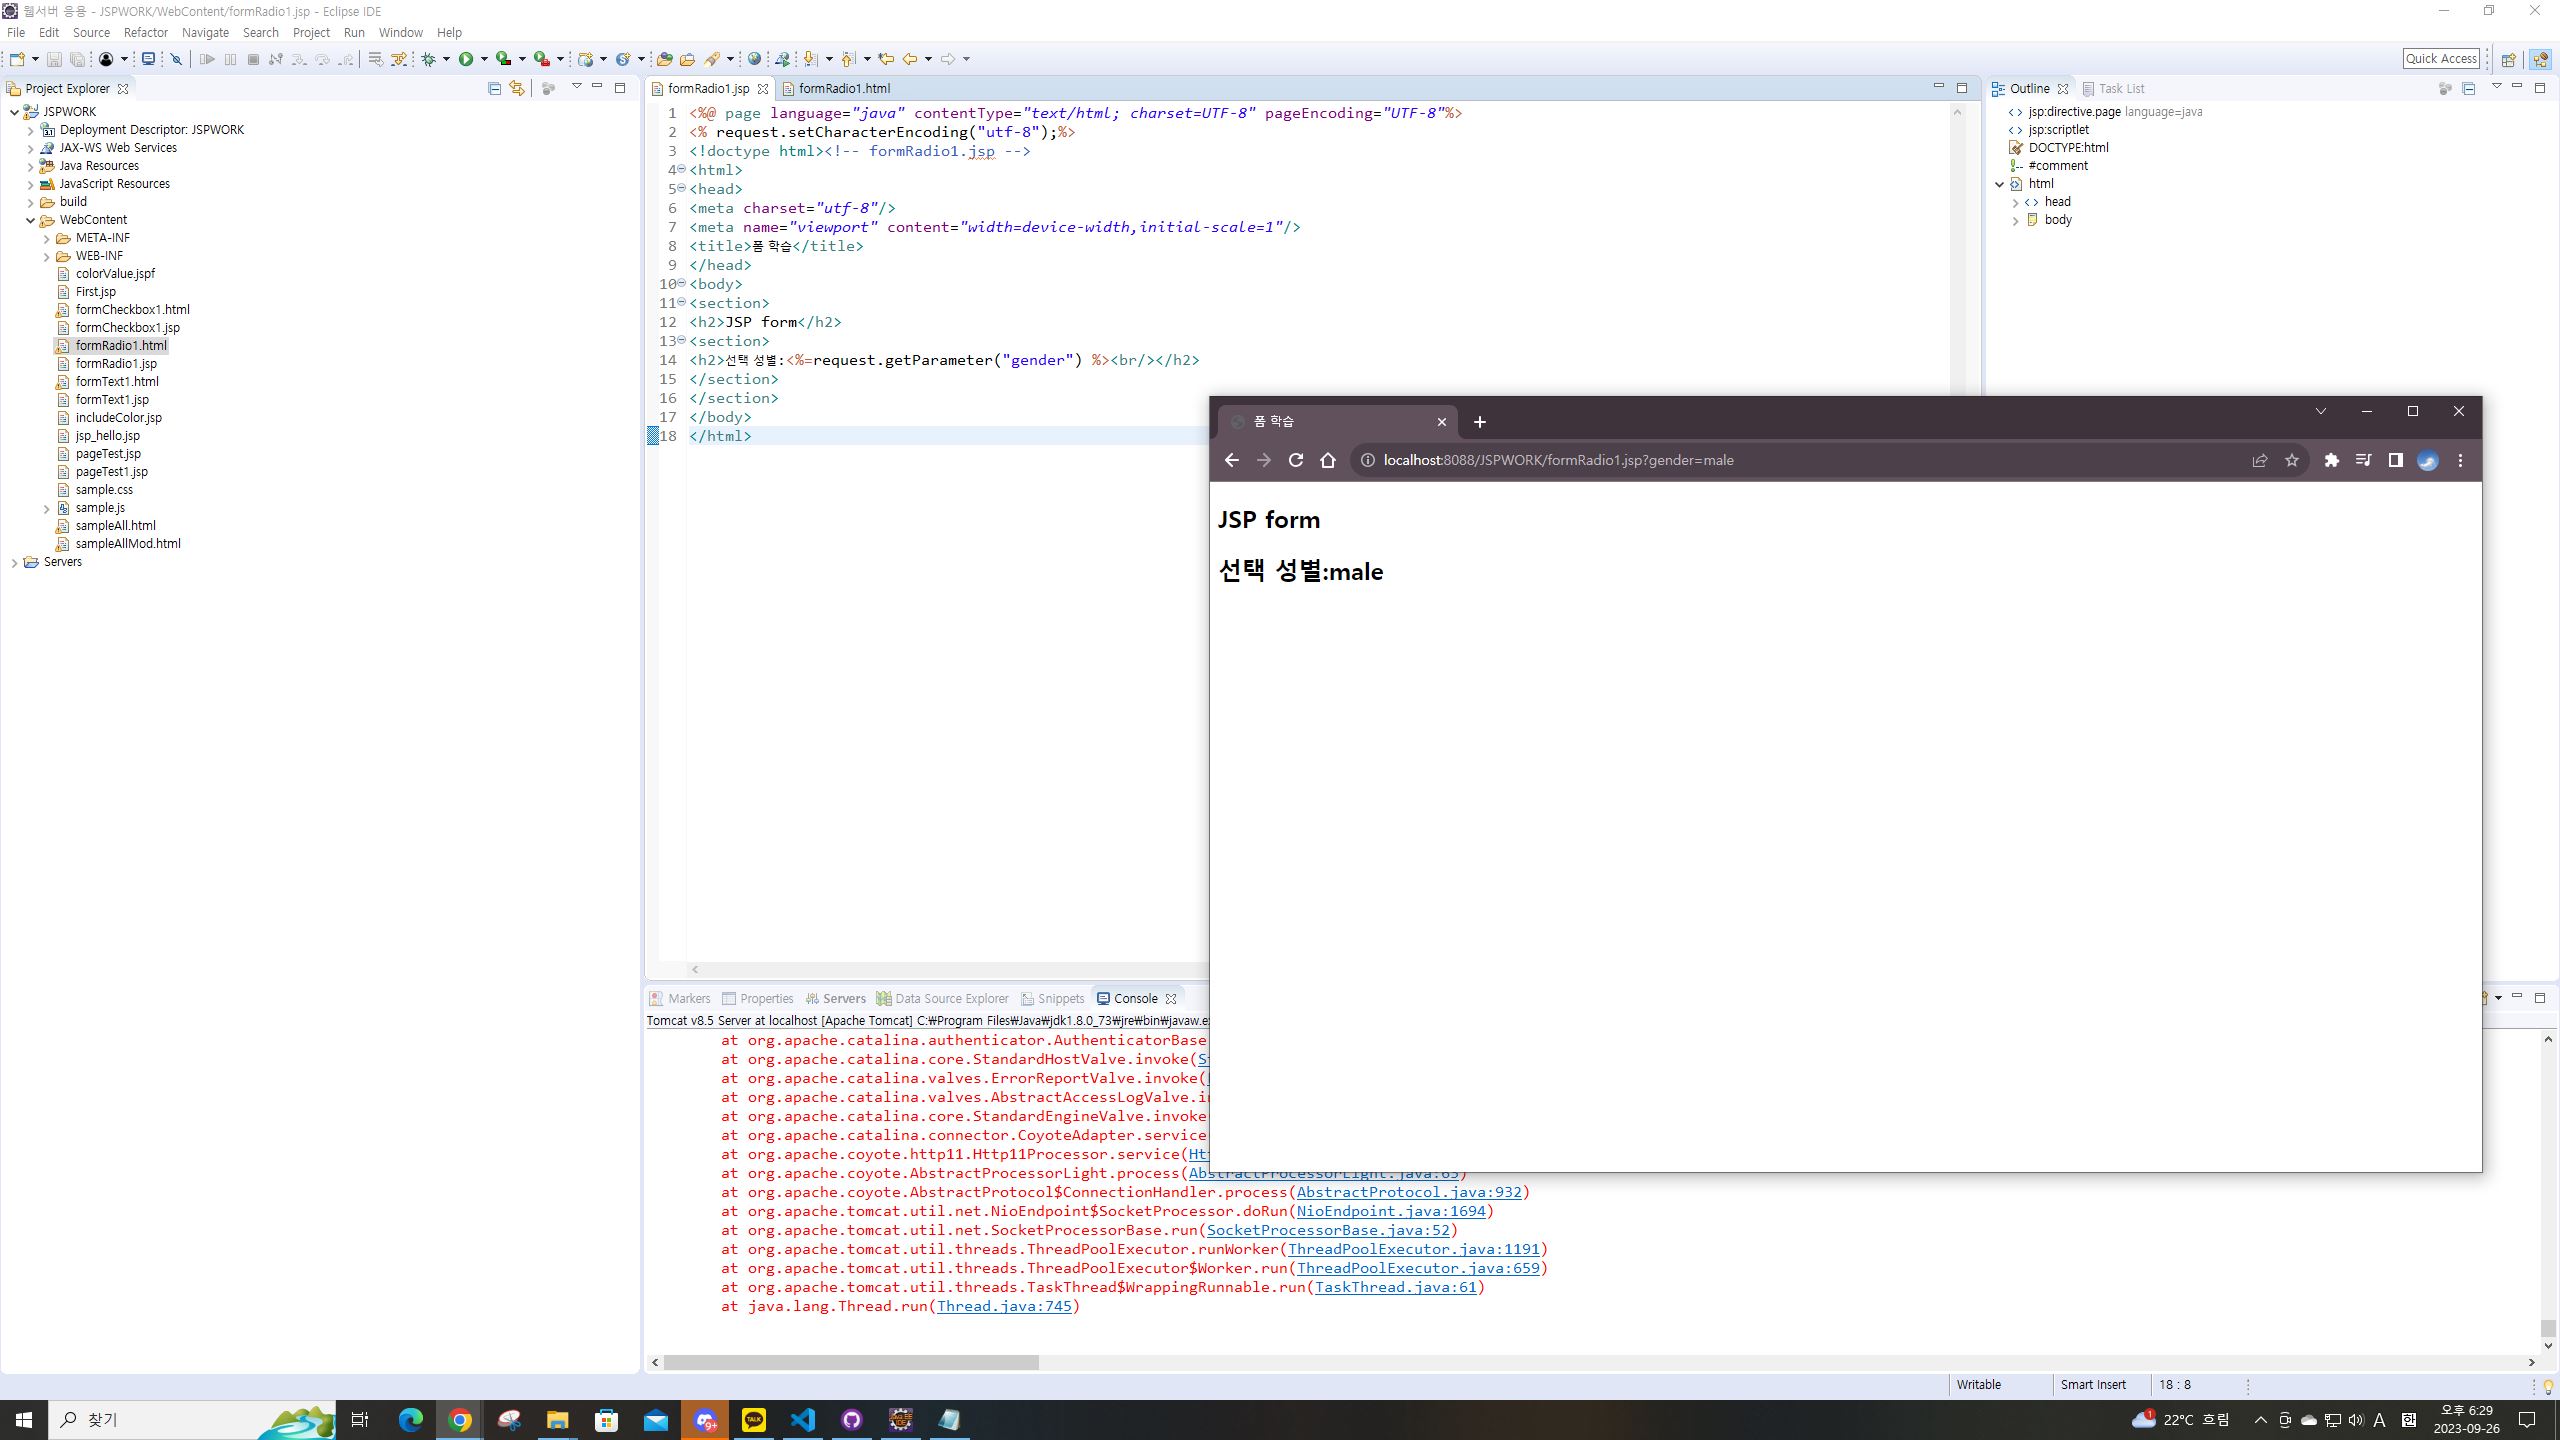 웹서버 응용 - JSPWORK/WebContent/formRadio1.jsp - Eclipse IDE
File Edit Source Refactor Navigate Search Project Run Window Help
Quick Access
Project Explorer
JSPWORK
Deployment Descriptor: JSPWORK
JAX-WS Web Services
Java Resources
JavaScript Resources
build
WebContent
META-INF
WEB-INF
colorValue.jspf
First.jsp
formCheckbox1.html
formCheckbox1.jsp
formRadio1.html
formRadio1.jsp
formText1.html
formText1.jsp
includeColor.jsp
jsp_hello.jsp
pageTest.jsp
pageTest1.jsp
sample.css
sample.js
sampleAll.html
sampleAllMod.html
Servers
formRadio1.jsp formRadio1.html
1 <%@ page language="java" contentType="text/html; charset=UTF-8" pageEncoding="UTF-8"%>
2 <% request.setCharacterEncoding("utf-8");%>
3 <!doctype html><!-- formRadio1.jsp -->
4 <html>
5 <head>
6 <meta charset="utf-8"/>
7 <meta name="viewport" content="width=device-width,initial-scale=1"/>
8 <title>폼 학습</title>
9 </head>
10 <body>
11 <section>
12 <h2>JSP form</h2>
13 <section>
14 <h2>선택 성별:<%=request.getParameter("gender") %><br/></h2>
15 </section>
16 </section>
17 </body>
18 </html>
Outline Task List
jsp:directive.page language=java
jsp:scriptlet
DOCTYPE:html
#comment
html
head
body
폼 학습
localhost:8088/JSPWORK/formRadio1.jsp?gender=male
JSP form
선택 성별:male
Markers Properties Servers Data Source Explorer Snippets Console
Tomcat v8.5 Server at localhost [Apache Tomcat] C:₩Program Files₩Java₩jdk1.8.0_73₩jre₩bin₩javaw.e
at org.apache.catalina.authenticator.AuthenticatorBase
at org.apache.catalina.core.StandardHostValve.invoke(
at org.apache.catalina.valves.ErrorReportValve.invoke(
at org.apache.catalina.valves.AbstractAccessLogValve.i
at org.apache.catalina.core.StandardEngineValve.invoke
at org.apache.catalina.connector.CoyoteAdapter.service
at org.apache.coyote.http11.Http11Processor.service(Ht
at org.apache.coyote.AbstractProcessorLight.process(AbstractProcessorLight.java:65)
at org.apache.coyote.AbstractProtocol$ConnectionHandler.process(AbstractProtocol.java:932)
at org.apache.tomcat.util.net.NioEndpoint$SocketProcessor.doRun(NioEndpoint.java:1694)
at org.apache.tomcat.util.net.SocketProcessorBase.run(SocketProcessorBase.java:52)
at org.apache.tomcat.util.threads.ThreadPoolExecutor.runWorker(ThreadPoolExecutor.java:1191)
at org.apache.tomcat.util.threads.ThreadPoolExecutor$Worker.run(ThreadPoolExecutor.java:659)
at org.apache.tomcat.util.threads.TaskThread$WrappingRunnable.run(TaskThread.java:61)
at java.lang.Thread.run(Thread.java:745)
Writable Smart Insert 18 : 8
찾기
9+
TALK
22°C 흐림
A 한
오후 6:29
2023-09-26